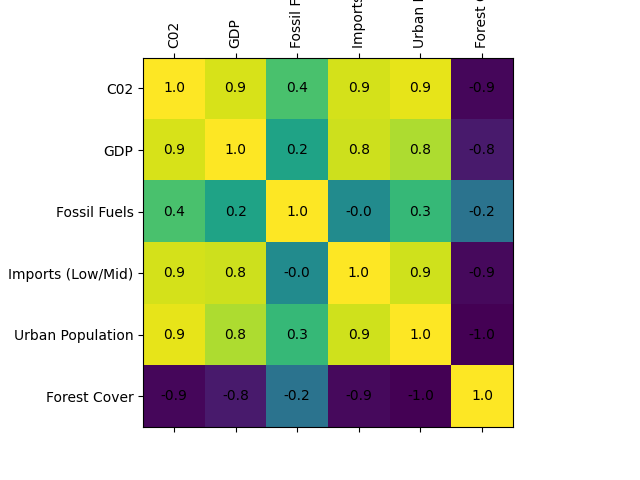 C02
GDP
Fossil F
Imports
Urban
Forest
C02 1.0 0.9 0.4 0.9 0.9 -0.9
GDP 0.9 1.0 0.2 0.8 0.8 -0.8
Fossil Fuels 0.4 0.2 1.0 -0.0 0.3 -0.2
Imports (Low/Mid) 0.9 0.8 -0.0 1.0 0.9 -0.9
Urban Population 0.9 0.8 0.3 0.9 1.0 -1.0
Forest Cover -0.9 -0.8 -0.2 -0.9 -1.0 1.0